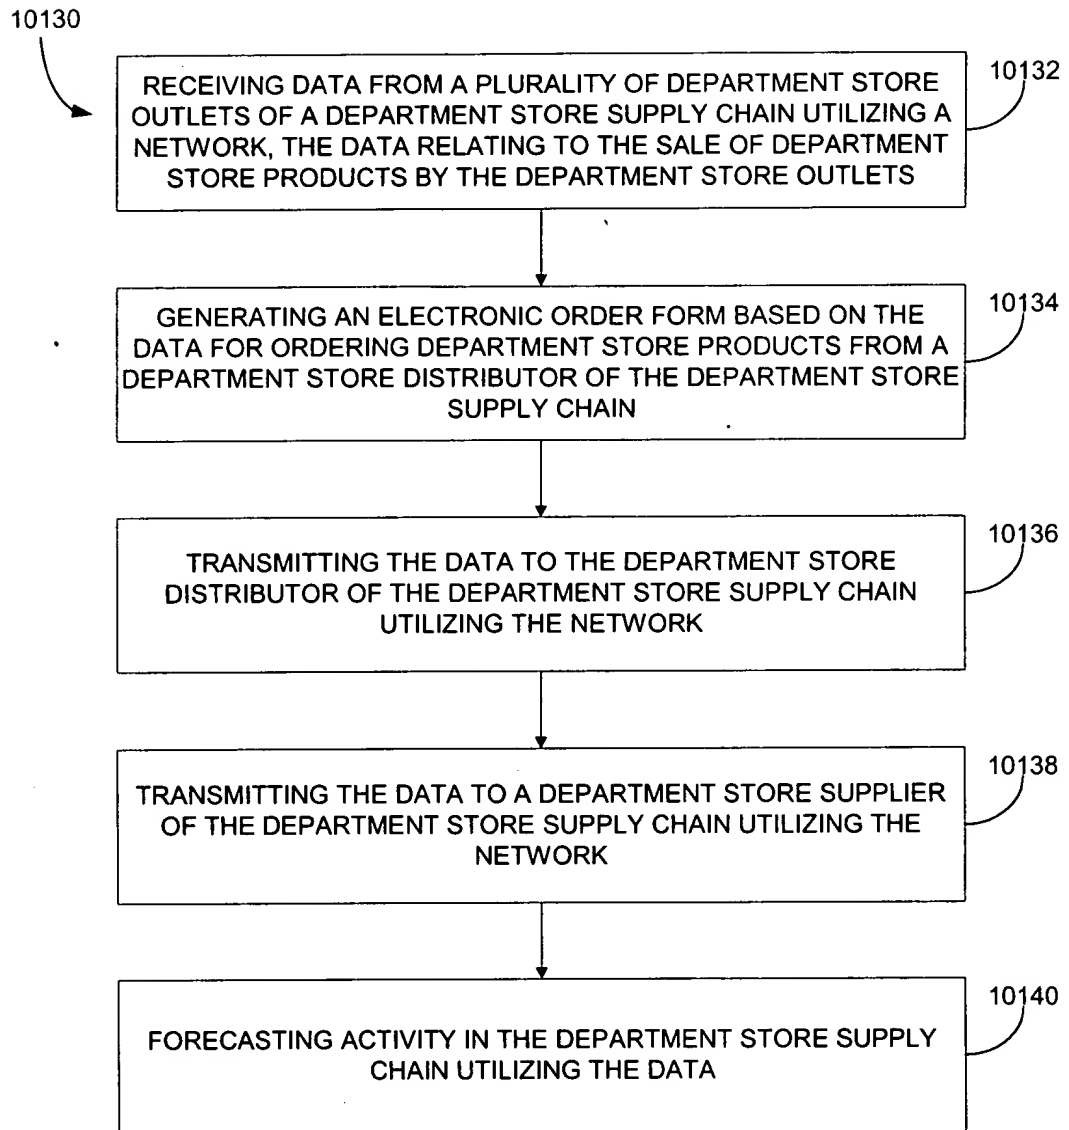 10130
10132
RECEIVING DATA FROM A PLURALITY OF DEPARTMENT STORE
OUTLETS OF A DEPARTMENT STORE SUPPLY CHAIN UTILIZING A
NETWORK, THE DATA RELATING TO THE SALE OF DEPARTMENT
STORE PRODUCTS BY THE DEPARTMENT STORE OUTLETS
10134
GENERATING AN ELECTRONIC ORDER FORM BASED ON THE
DATA FOR ORDERING DEPARTMENT STORE PRODUCTS FROM A
DEPARTMENT STORE DISTRIBUTOR OF THE DEPARTMENT STORE
SUPPLY CHAIN
10136
TRANSMITTING THE DATA TO THE DEPARTMENT STORE
DISTRIBUTOR OF THE DEPARTMENT STORE SUPPLY CHAIN
UTILIZING THE NETWORK
10138
TRANSMITTING THE DATA TO A DEPARTMENT STORE SUPPLIER
OF THE DEPARTMENT STORE SUPPLY CHAIN UTILIZING THE
NETWORK
10140
FORECASTING ACTIVITY IN THE DEPARTMENT STORE SUPPLY
CHAIN UTILIZING THE DATA